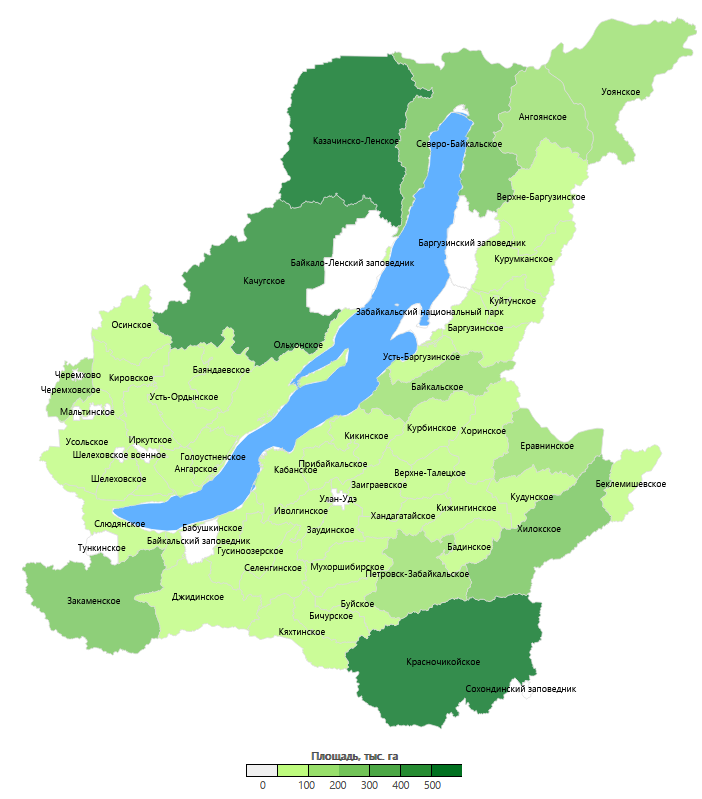 Уоянское
Ангоянское
Казачинско-Ленское
Северо-Байкальское
Верхне-Баргузинское
Баргузинский заповедник
Курумканское
Байкало-Ленский заповедник
Качугское
Куйтунское
Забайкальский национальный парк
Осинское
Баргузинское
Ольхонское
Усть-Баргузинское
Баяндаевское
Черемхово
Кировское
Черемховское
Байкальское
Усть-Ордынское
Мальтинское
Курбинское
Хоринское
Кикинское
Усольское
Иркутское
Еравнинское
Шелеховское военное
Голоустненское
Прибайкальское
Ангарское
Кабанское
Верхне-Талецкое
Шелеховское
Заиграевское
Беклемишевское
Улан-Удэ
Кудунское
Иволгинское
Кижингинское
Хандагатайское
Слюдянское
Бабушкинское
Заудинское
Хилокское
Байкальский заповедник
Тункинское
Гусиноозерское
Бадинское
Селенгинское
Мухоршибирское
Петровск-Забайкальское
Джидинское
Закаменское
Буйское
Бичурское
Кяхтинское
Красночикойское
Сохондинский заповедник
Площадь, тыс. га
0 100 200 300 400 500